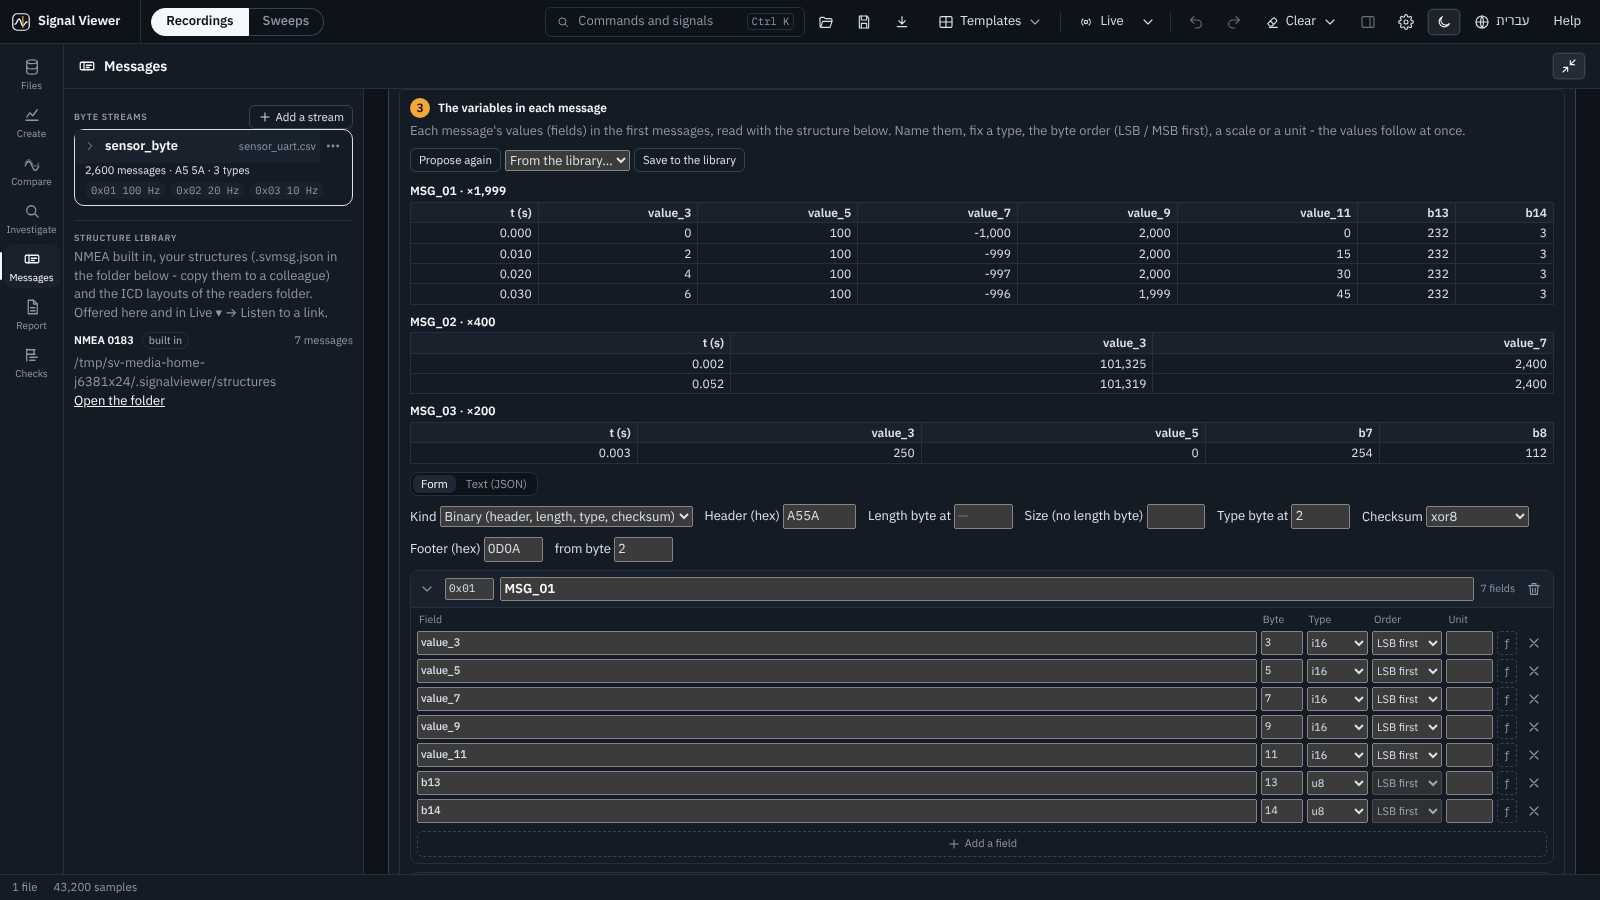 Signal Viewer
Recordings
Sweeps
Commands and signals
Ctrl K
Templates
Live
Clear
עברית
Help
Files
Create
Compare
Investigate
Messages
Report
Checks
Messages
BYTE STREAMS
Add a stream
sensor_byte
sensor_uart.csv
2,600 messages · A5 5A · 3 types
0x01 100 Hz 0x02 20 Hz 0x03 10 Hz
STRUCTURE LIBRARY
NMEA built in, your structures (.svmsg.json in
the folder below - copy them to a colleague)
and the ICD layouts of the readers folder.
Offered here and in Live ▾ → Listen to a link.
NMEA 0183 built in 7 messages
/tmp/sv-media-home-
j6381x24/.signalviewer/structures
Open the folder
3 The variables in each message
Each message's values (fields) in the first messages, read with the structure below. Name them, fix a type, the byte order (LSB / MSB first), a scale or a unit - the values follow at once.
Propose again From the library... Save to the library
MSG_01 · ×1,999
t (s) value_3 value_5 value_7 value_9 value_11 b13 b14
0.000 0 100 -1,000 2,000 0 232 3
0.010 2 100 -999 2,000 15 232 3
0.020 4 100 -997 2,000 30 232 3
0.030 6 100 -996 1,999 45 232 3
MSG_02 · ×400
t (s) value_3 value_7
0.002 101,325 2,400
0.052 101,319 2,400
MSG_03 · ×200
t (s) value_3 value_5 b7 b8
0.003 250 0 254 112
Form Text (JSON)
Kind Binary (header, length, type, checksum) Header (hex) A55A Length byte at — Size (no length byte) Type byte at 2 Checksum xor8
Footer (hex) 0D0A from byte 2
0x01 MSG_01 7 fields
Field Byte Type Order Unit
value_3 3 i16 LSB first ƒ
value_5 5 i16 LSB first ƒ
value_7 7 i16 LSB first ƒ
value_9 9 i16 LSB first ƒ
value_11 11 i16 LSB first ƒ
b13 13 u8 LSB first ƒ
b14 14 u8 LSB first ƒ
Add a field
1 file 43,200 samples